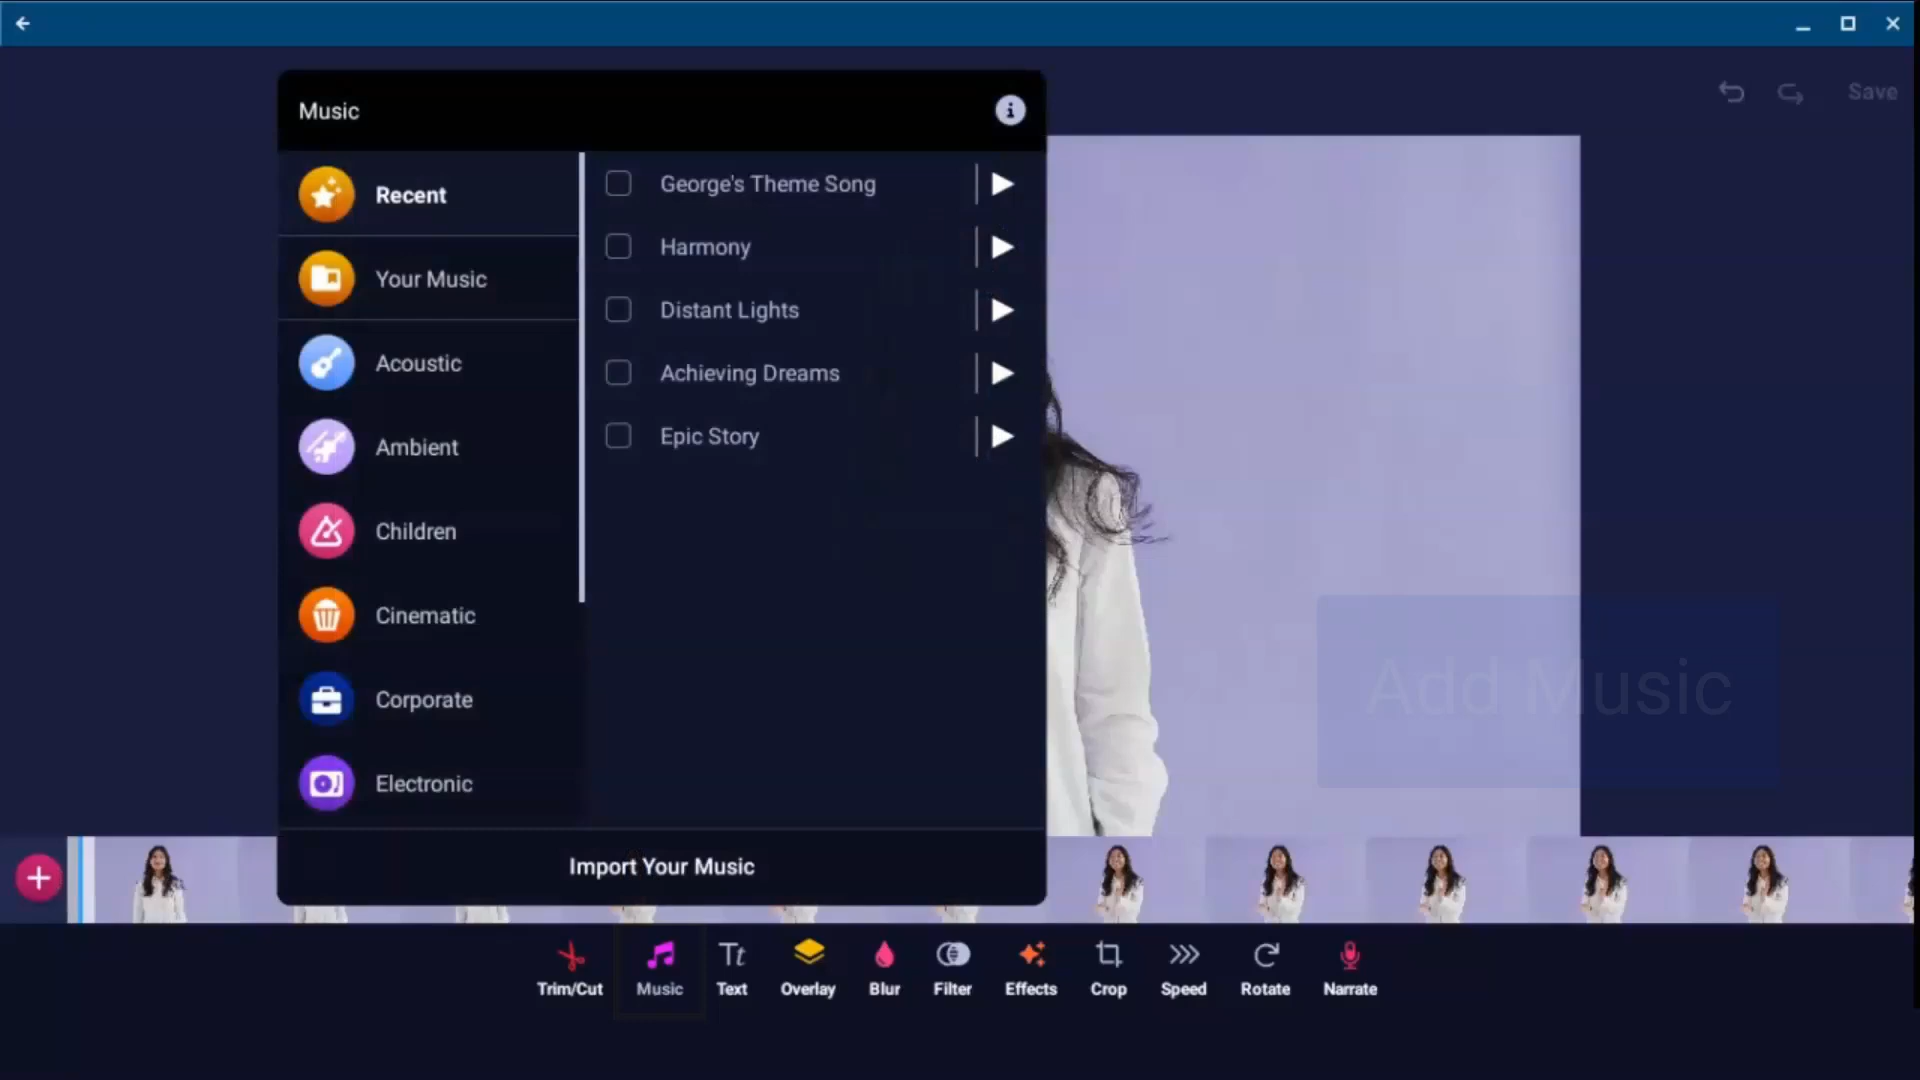 Save
Music
Recent
Your Music
Acoustic
Ambient
Children
Cinematic
Corporate
Electronic
George's Theme Song
Harmony
Distant Lights
Achieving Dreams
Epic Story
Import Your Music
Add Music
Trim/Cut
Music
Text
Overlay
Blur
Filter
Effects
Crop
Speed
Rotate
Narrate